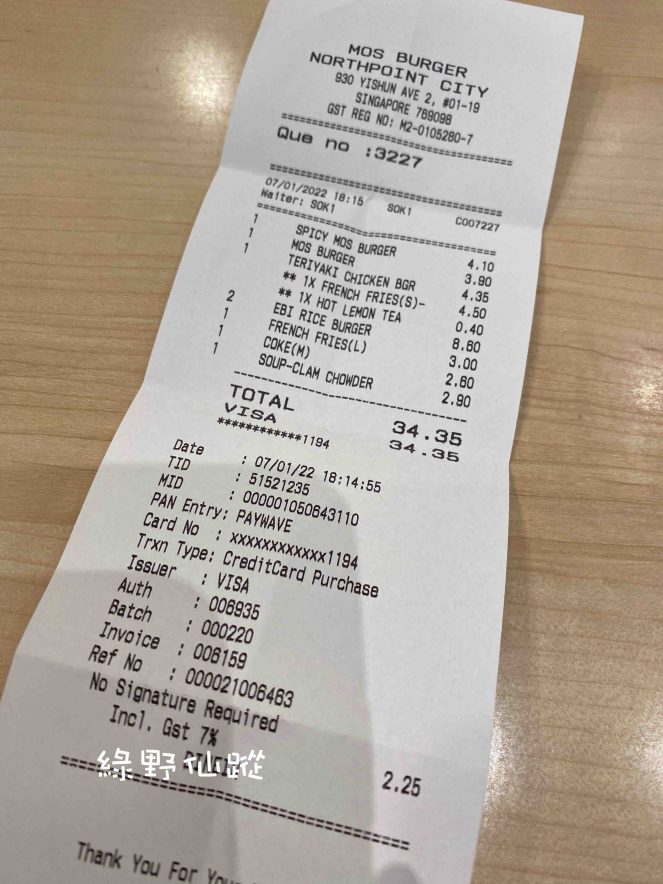 MOS BURGER
NORTHPOINT CITY
930 YISHUN AVE 2, #01-19
SINGAPORE 769098
GST REG NO: M2-0105280-7
===================================
Que no :3227
===================================
07/01/2022 18:15 SOK1 C007227
Waiter: SOK1
===================================
1 SPICY MOS BURGER 4.10
1 MOS BURGER 3.90
1 TERIYAKI CHICKEN BGR 4.35
** 1X FRENCH FRIES(S)- 4.50
** 1X HOT LEMON TEA 0.40
2 EBI RICE BURGER 8.60
1 FRENCH FRIES(L) 3.00
1 COKE(M) 2.60
1 SOUP-CLAM CHOWDER 2.90
-----------------------------------
TOTAL 34.35
VISA 34.35
************1194
Date : 07/01/22 18:14:55
TID : 51521235
MID : 000001050643110
PAN Entry: PAYWAVE
Card No : xxxxxxxxxxxx1194
Trxn Type: CreditCard Purchase
Issuer : VISA
Auth : 006935
Batch : 000220
Invoice : 006159
Ref No : 000021006463
No Signature Required
Incl. Gst 7% 2.25
綠野仙蹤
===================================
Thank You For